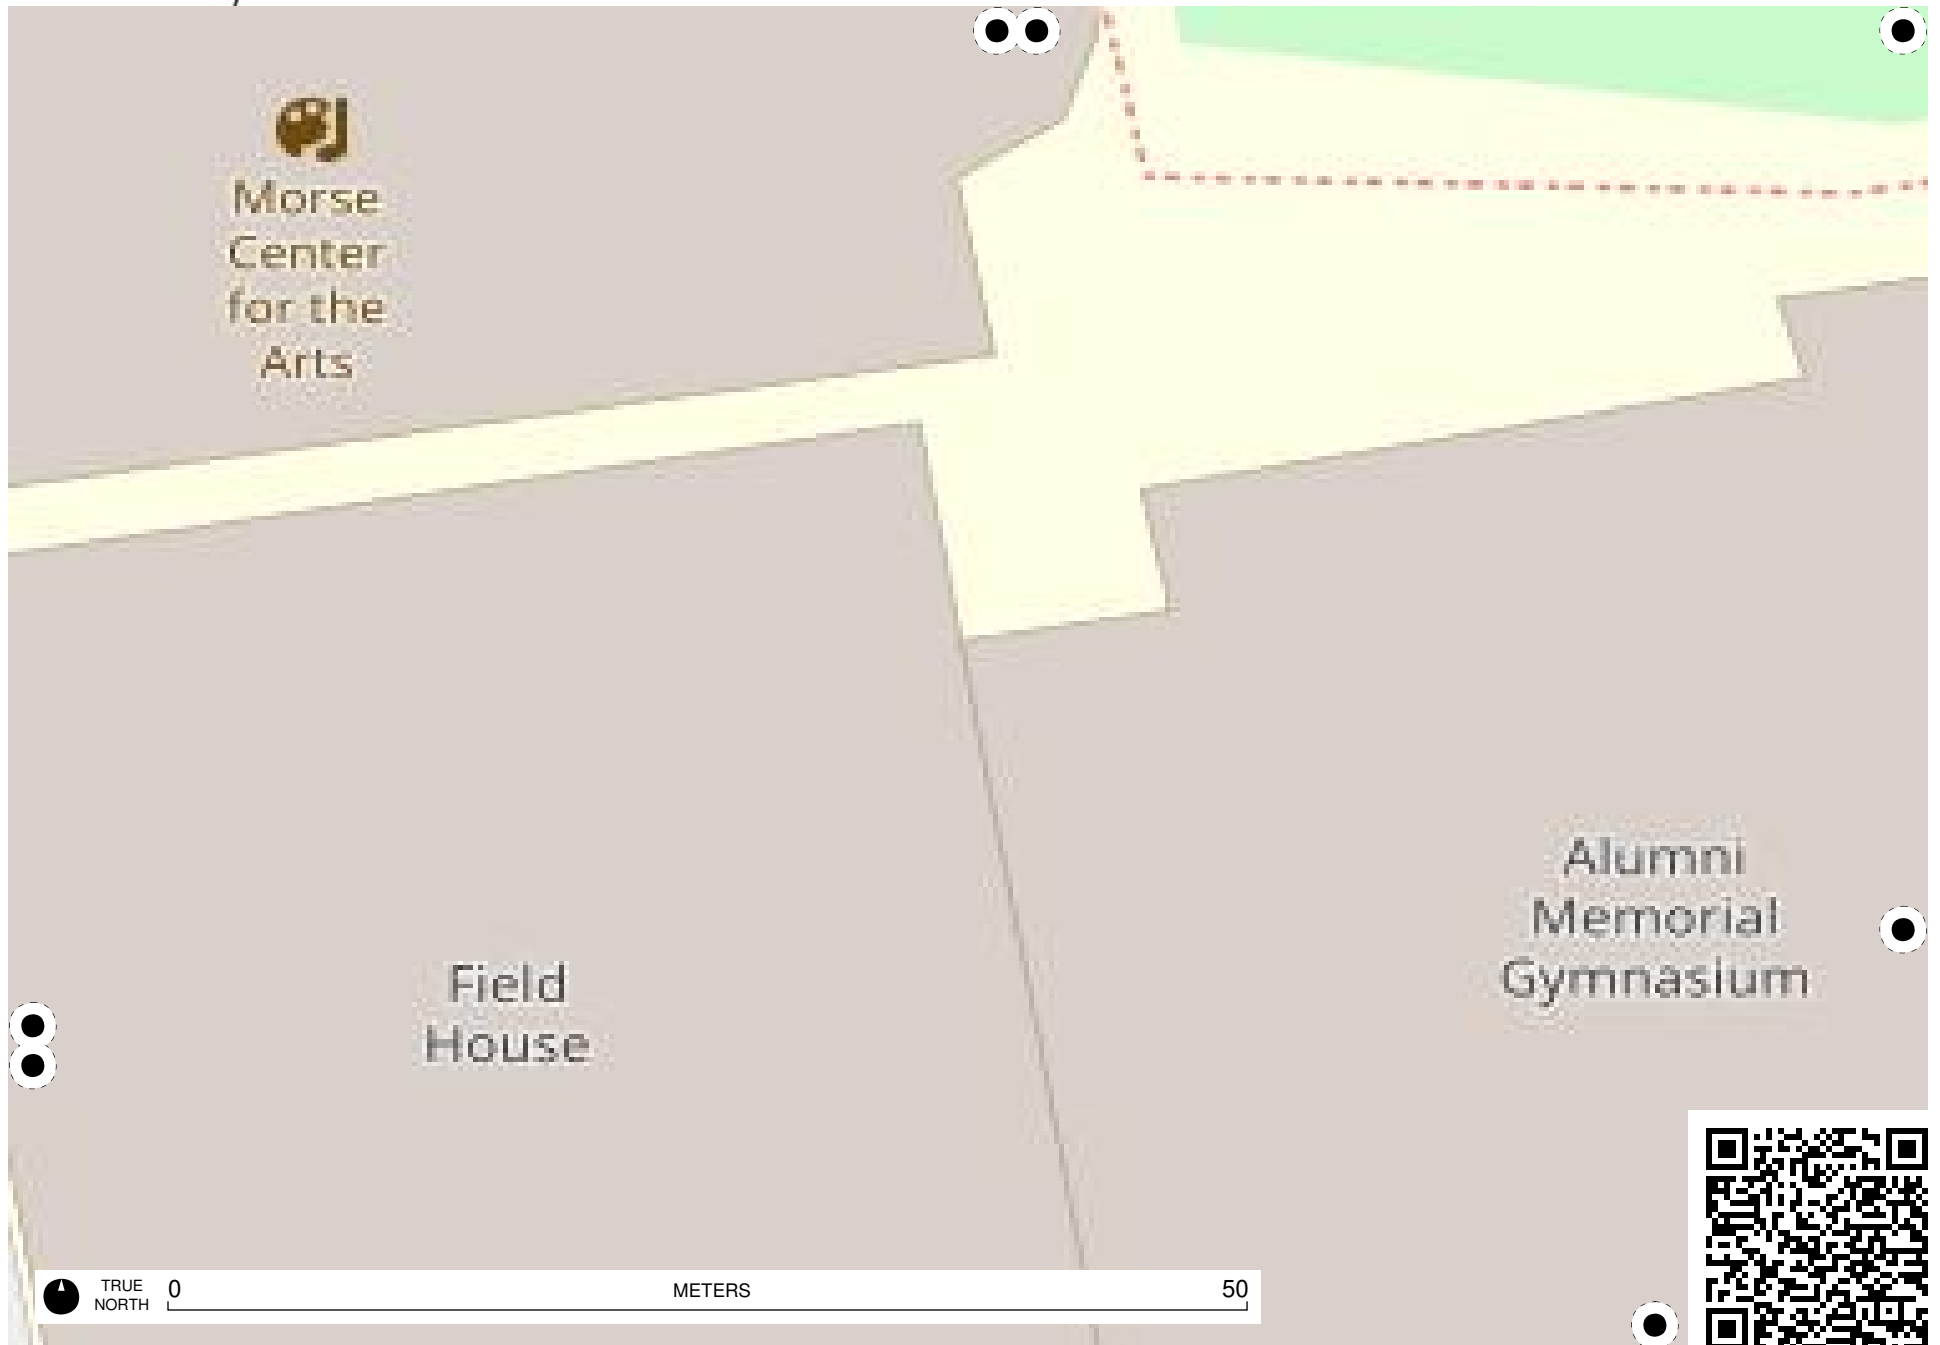 Morse
Center
for the
Arts
Alumni
Memorial
Gymnasium
Field
House
TRUE
NORTH
0
METERS
50